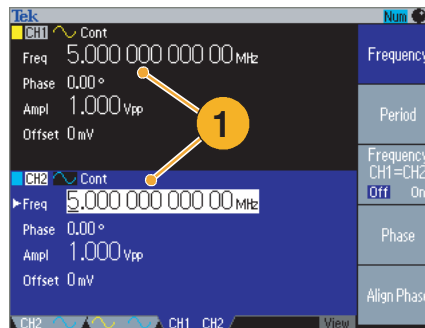 Tek
Num
CH1 Cont
Freq 5.000 000 000 00 MHz
Phase 0.00 °
Ampl 1.000 Vpp
Offset 0 mV
1
CH2 Cont
Freq 5.000 000 000 00 MHz
Phase 0.00 °
Ampl 1.000 Vpp
Offset 0 mV
CH2
CH1 CH2
View
Frequency
Period
Frequency
CH1=CH2
Off On
Phase
Align Phase